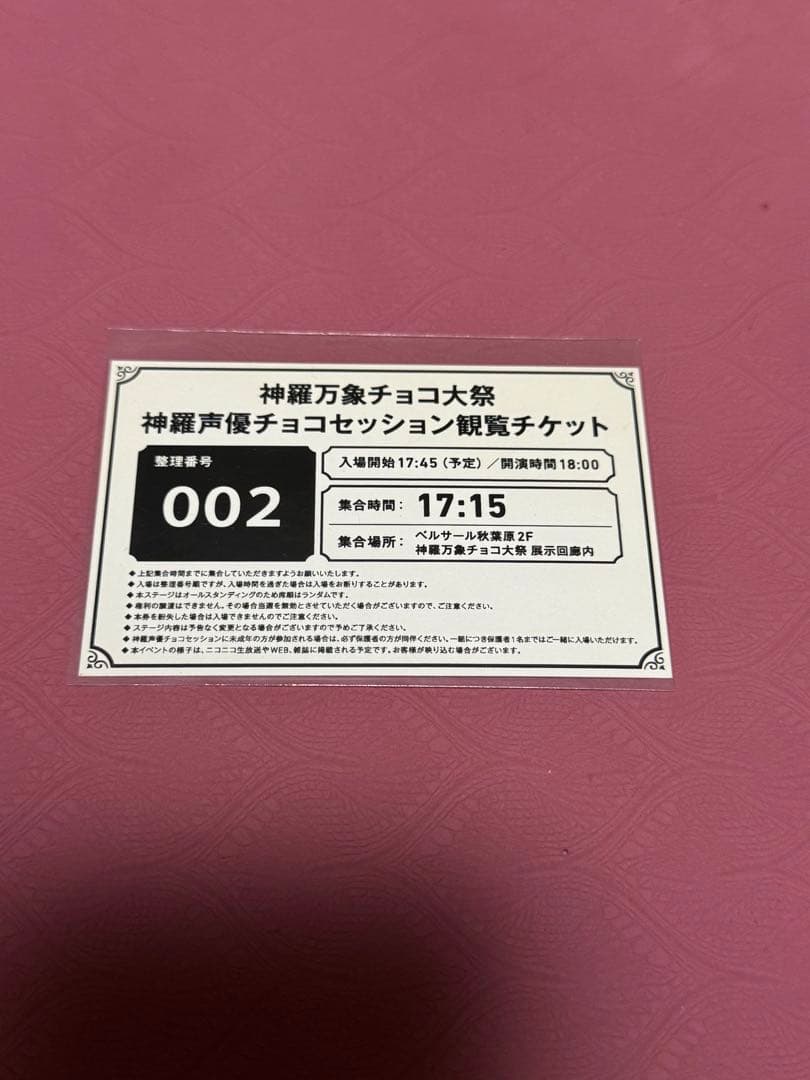 神羅万象チョコ大祭
神羅声優チョコセッション観覧チケット
整理番号
002
入場開始17:45（予定）／開演時間18:00
集合時間： 17:15
集合場所： ベルサール秋葉原2F
神羅万象チョコ大祭 展示回廊内
◆上記集合時間までに集合していただきますようお願いいたします。
◆入場は整理番号順ですが、入場時間を過ぎた場合は入場をお断りすることがあります。
◆本ステージはオールスタンディングのため席順はランダムです。
◆権利の譲渡はできません。その場合当選を無効とさせていただく場合がございますので、ご注意ください。
◆本券を紛失した場合は入場できませんのでご注意ください。
◆ステージ内容は予告なく変更となる場合がございますので予めご了承ください。
◆神羅声優チョコセッションに未成年の方が参加される場合は、必ず保護者の方が同伴ください。一組につき保護者1名まではご一緒に入場いただけます。
◆本イベントの様子は、ニコニコ生放送やWEB、雑誌に掲載される予定です。お客様が映り込む場合がございます。